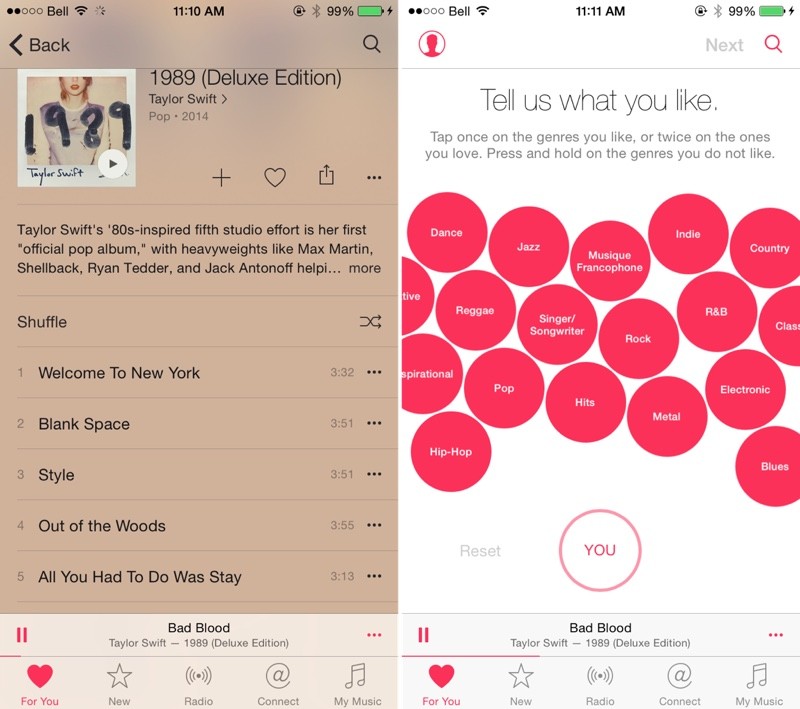 Bell 11:10 AM 99%
Back
1989 (Deluxe Edition)
Taylor Swift >
Pop • 2014
1989
Taylor Swift
Taylor Swift's '80s-inspired fifth studio effort is her first
"official pop album," with heavyweights like Max Martin,
Shellback, Ryan Tedder, and Jack Antonoff helpi... more
Shuffle
1 Welcome To New York 3:32
2 Blank Space 3:51
3 Style 3:51
4 Out of the Woods 3:55
5 All You Had To Do Was Stay 3:13
Bad Blood
Taylor Swift — 1989 (Deluxe Edition)
For You New Radio Connect My Music
Bell 11:11 AM 99%
Next
Tell us what you like.
Tap once on the genres you like, or twice on the ones
you love. Press and hold on the genres you do not like.
Dance
Jazz
Musique
Francophone
Indie
Country
tive
Reggae
Singer/
Songwriter
Rock
R&B
Class
spirational
Pop
Hits
Metal
Electronic
Hip-Hop
Blues
Reset
YOU
Bad Blood
Taylor Swift — 1989 (Deluxe Edition)
For You New Radio Connect My Music